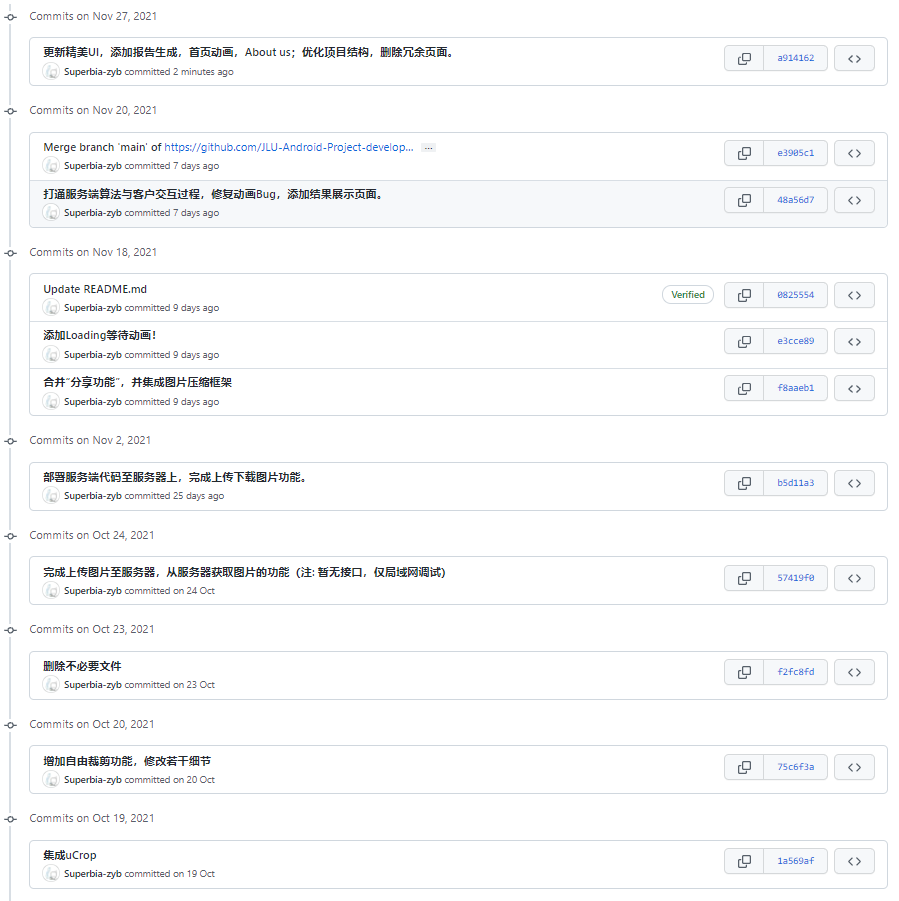 Commits on Nov 27, 2021
更新精美UI，添加报告生成，首页动画，About us；优化项目结构，删除冗余页面。
a914162
Superbia-zyb committed 2 minutes ago
Commits on Nov 20, 2021
Merge branch 'main' of https://github.com/JLU-Android-Project-develop... ...
e3905c1
Superbia-zyb committed 7 days ago
打逼服务端算法与客户交互过程，修复动画Bug，添加结果展示页面。
48a56d7
Superbia-zyb committed 7 days ago
Commits on Nov 18, 2021
Update README.md
Verified 0825554
Superbia-zyb committed 9 days ago
添加Loading等待动画！
e3cce89
Superbia-zyb committed 9 days ago
合并“分享功能”，并集成图片压缩框架
f8aaeb1
Superbia-zyb committed 9 days ago
Commits on Nov 2, 2021
部署服务端代码至服务器上，完成上传下载图片功能。
b5d11a3
Superbia-zyb committed 25 days ago
Commits on Oct 24, 2021
完成上传图片至服务器，从服务器获取图片的功能（注: 暂无接口，仅局域网调试）
57419f0
Superbia-zyb committed on 24 Oct
Commits on Oct 23, 2021
删除不必要文件
f2fc8fd
Superbia-zyb committed on 23 Oct
Commits on Oct 20, 2021
增加自由裁剪功能，修改若干细节
75c6f3a
Superbia-zyb committed on 20 Oct
Commits on Oct 19, 2021
集成uCrop
1a569af
Superbia-zyb committed on 19 Oct